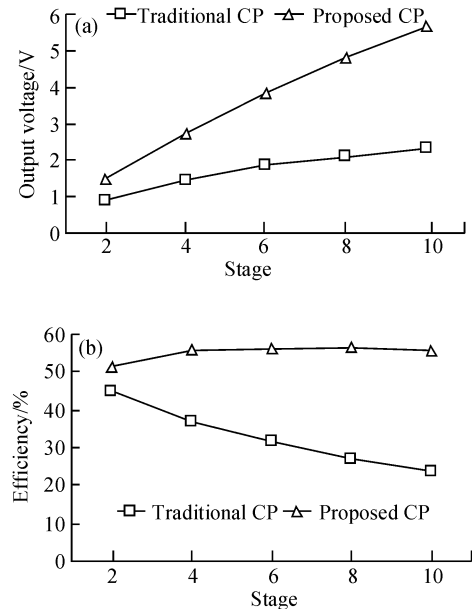 (a)
Traditional CP
Proposed CP
Output voltage/V
6
5
4
3
2
1
0
2 4 6 8 10
Stage
(b)
Efficiency/%
60
50
40
30
20
10
0
Traditional CP
Proposed CP
2 4 6 8 10
Stage